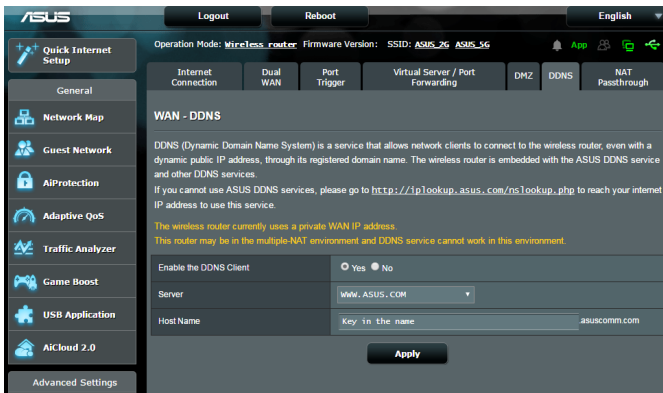 ASUS
Logout
Reboot
English
Quick Internet
Setup
Operation Mode: Wireless router Firmware Version: SSID: ASUS_2G ASUS_5G
App
Internet
Connection
Dual
WAN
Port
Trigger
Virtual Server / Port
Forwarding
DMZ
DDNS
NAT
Passthrough
General
Network Map
Guest Network
AiProtection
Adaptive QoS
Traffic Analyzer
Game Boost
USB Application
AiCloud 2.0
Advanced Settings
WAN - DDNS
DDNS (Dynamic Domain Name System) is a service that allows network clients to connect to the wireless router, even with a
dynamic public IP address, through its registered domain name. The wireless router is embedded with the ASUS DDNS service
and other DDNS services.
If you cannot use ASUS DDNS services, please go to http://iplookup.asus.com/nslookup.php to reach your internet
IP address to use this service.
The wireless router currently uses a private WAN IP address.
This router may be in the multiple-NAT environment and DDNS service cannot work in this environment.
Enable the DDNS Client
Yes No
Server
WWW.ASUS.COM
Host Name
Key in the name
.asuscomm.com
Apply